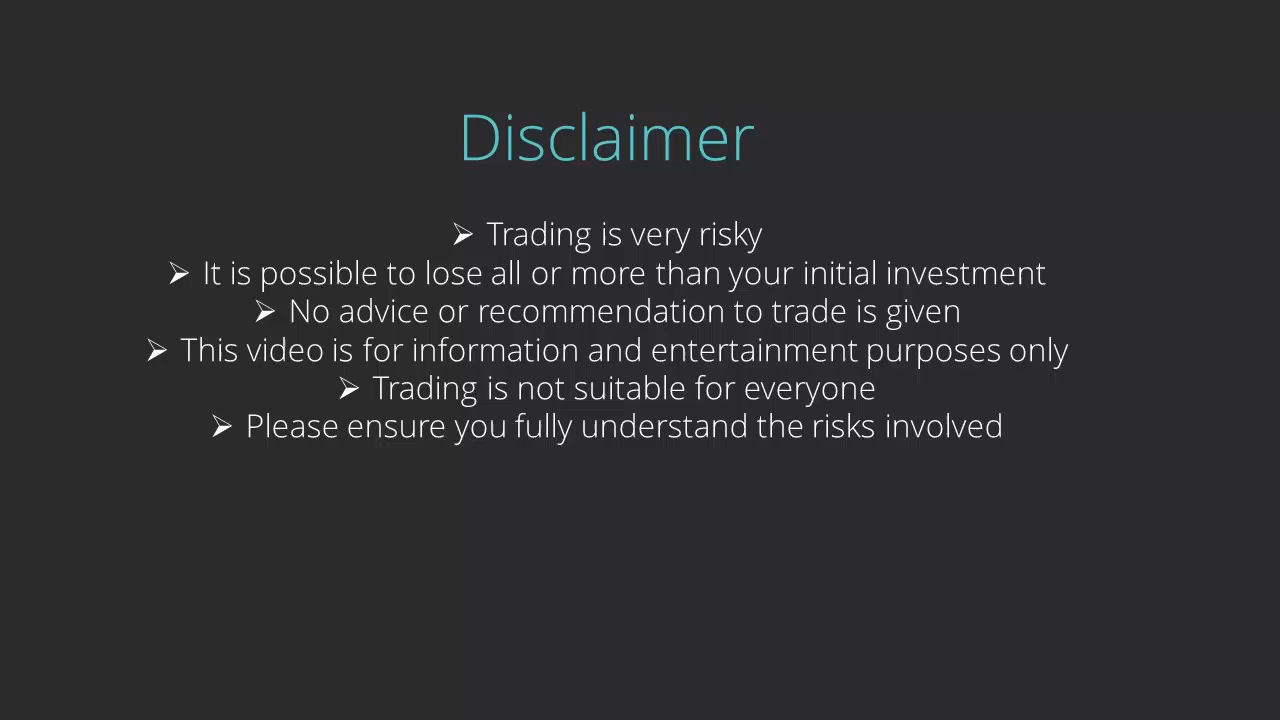 Disclaimer
➢ Trading is very risky
➢ It is possible to lose all or more than your initial investment
➢ No advice or recommendation to trade is given
➢ This video is for information and entertainment purposes only
➢ Trading is not suitable for everyone
➢ Please ensure you fully understand the risks involved